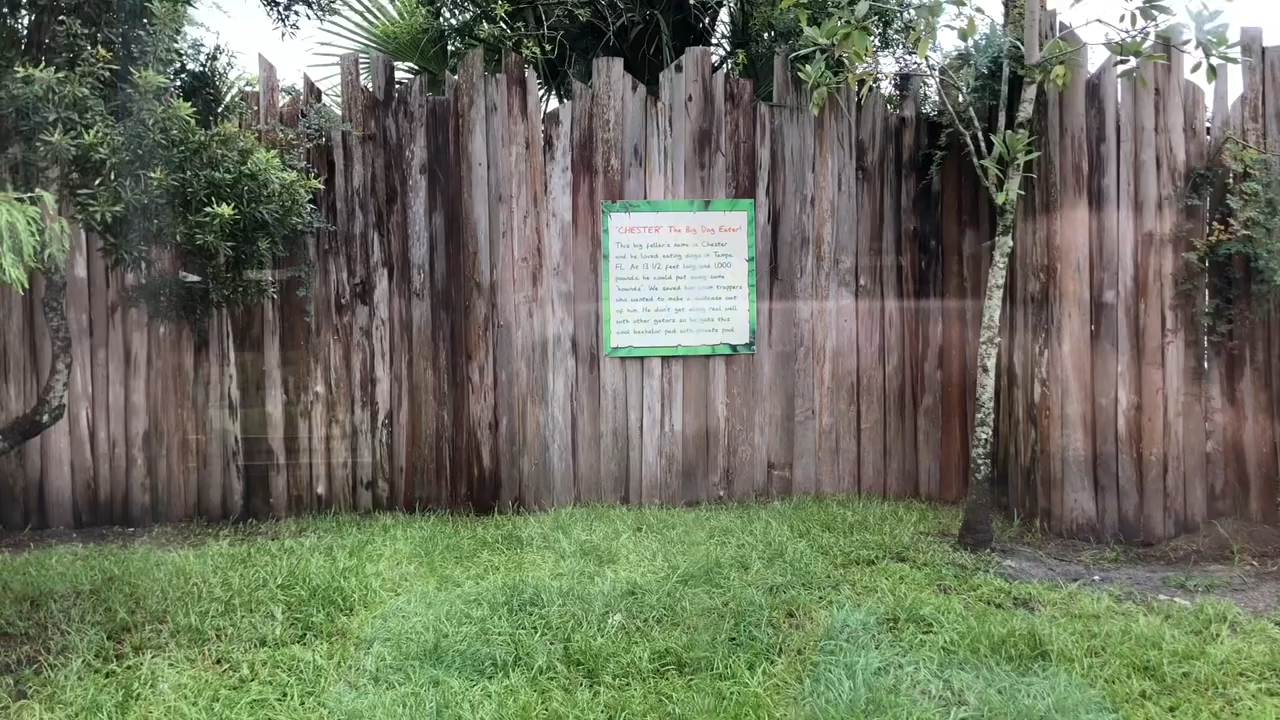 "CHESTER" The Big Dog Eater!
This big fella's name is Chester
and he loved eating dogs in Tampa
FL. At 13 1/2 feet long and 1,000
pounds, he could put away some
"hounds". We saved him from trappers
who wanted to make a suitcase out
of him. He don't get along real well
with other gators so he gets this
cool bachelor pad with private pool